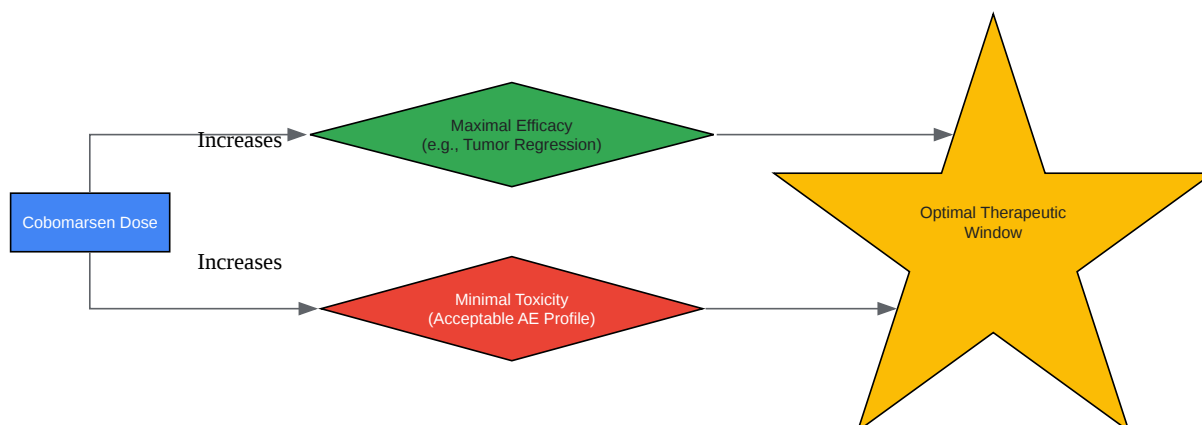 Increases
Maximal Efficacy
(e.g., Tumor Regression)
Cobomarsen Dose
Optimal Therapeutic
Window
Increases
Minimal Toxicity
(Acceptable AE Profile)